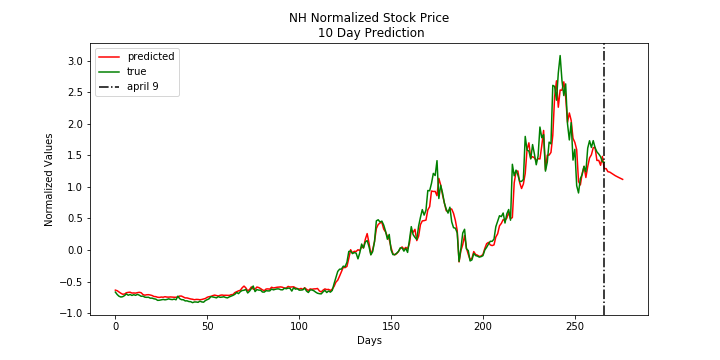 NH Normalized Stock Price
10 Day Prediction
predicted
true
april 9
Normalized Values
3.0
2.5
2.0
1.5
1.0
0.5
0.0
−0.5
−1.0
0 50 100 150 200 250
Days